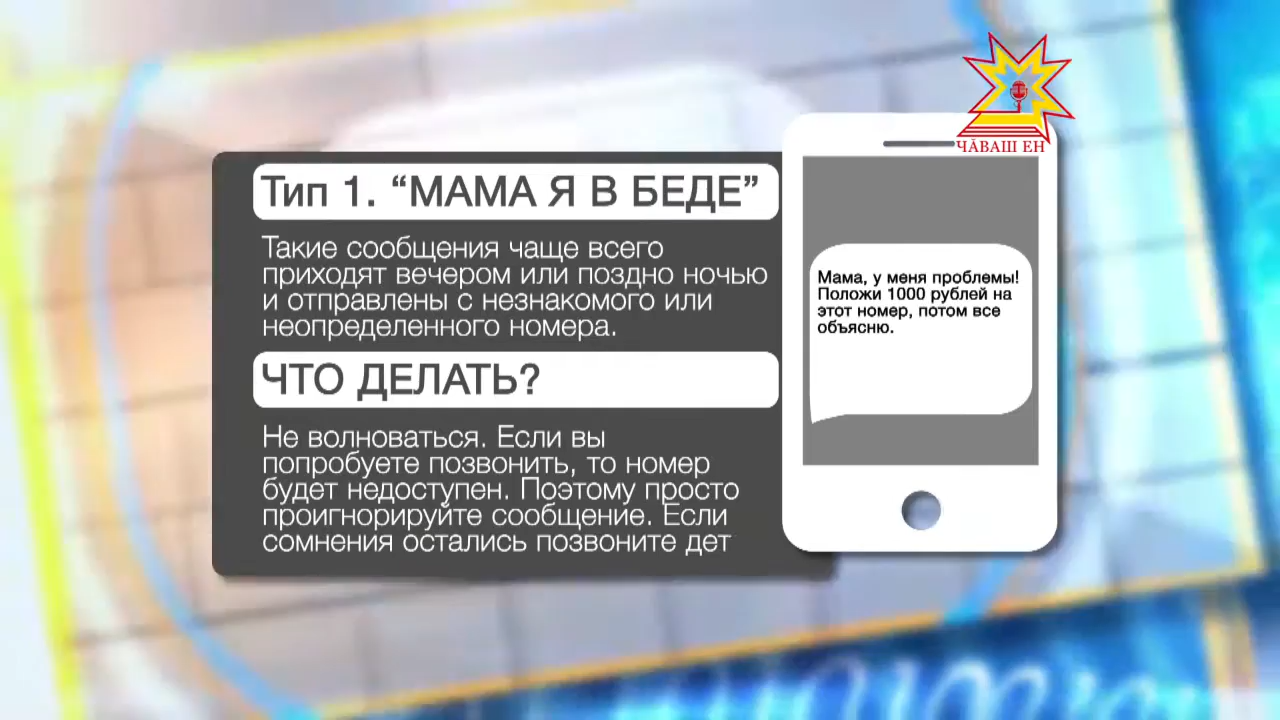 ЧӐВАШ ЕН
Тип 1. “МАМА Я В БЕДЕ”
Такие сообщения чаще всего
приходят вечером или поздно ночью
и отправлены с незнакомого или
неопределенного номера.
ЧТО ДЕЛАТЬ?
Не волноваться. Если вы
попробуете позвонить, то номер
будет недоступен. Поэтому просто
проигнорируйте сообщение. Если
сомнения остались позвоните дет
Мама, у меня проблемы!
Положи 1000 рублей на
этот номер, потом все
объясню.